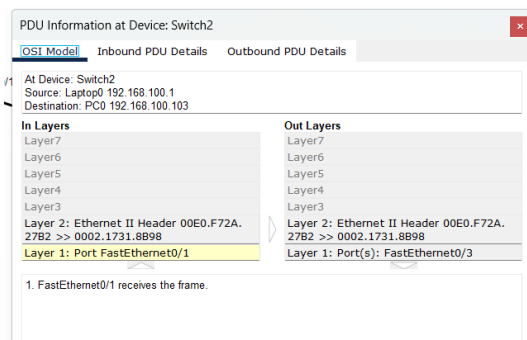 PDU Information at Device: Switch2
OSI Model Inbound PDU Details Outbound PDU Details
At Device: Switch2
Source: Laptop0 192.168.100.1
Destination: PC0 192.168.100.103
In Layers
Layer7
Layer6
Layer5
Layer4
Layer3
Layer 2: Ethernet II Header 00E0.F72A.
27B2 >> 0002.1731.8B98
Layer 1: Port FastEthernet0/1
Out Layers
Layer7
Layer6
Layer5
Layer4
Layer3
Layer 2: Ethernet II Header 00E0.F72A.
27B2 >> 0002.1731.8B98
Layer 1: Port(s): FastEthernet0/3
1. FastEthernet0/1 receives the frame.